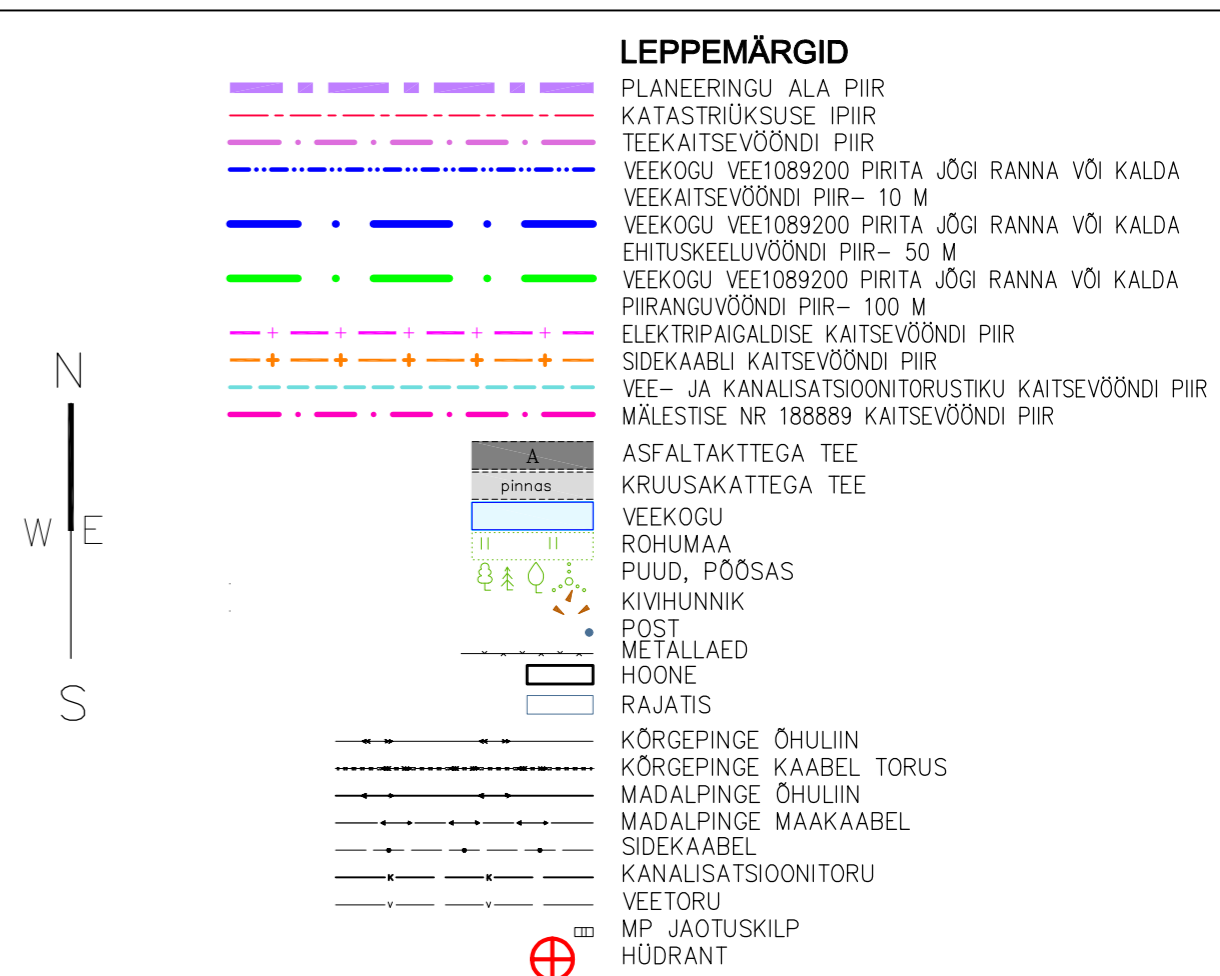 LEPPEMÄRGID
PLANEERINGU ALA PIIR
KATASTRIÜKSUSE IPIIR
TEEKAITSEVÖÖNDI PIIR
VEEKOGU VEE1089200 PIRITA JÕGI RANNA VÕI KALDA
VEEKAITSEVÖÖNDI PIIR– 10 M
VEEKOGU VEE1089200 PIRITA JÕGI RANNA VÕI KALDA
EHITUSKEELUVÖÖNDI PIIR– 50 M
VEEKOGU VEE1089200 PIRITA JÕGI RANNA VÕI KALDA
PIIRANGUVÖÖNDI PIIR– 100 M
ELEKTRIPAIGALDISE KAITSEVÖÖNDI PIIR
SIDEKAABLI KAITSEVÖÖNDI PIIR
VEE– JA KANALISATSIOONITORUSTIKU KAITSEVÖÖNDI PIIR
MÄLESTISE NR 188889 KAITSEVÖÖNDI PIIR
A ASFALTAKTTEGA TEE
pinnas KRUUSAKATTEGA TEE
VEEKOGU
ROHUMAA
PUUD, PÕÕSAS
KIVIHUNNIK
POST
METALLAED
HOONE
RAJATIS
KÕRGEPINGE ÕHULIIN
KÕRGEPINGE KAABEL TORUS
MADALPINGE ÕHULIIN
MADALPINGE MAAKAABEL
SIDEKAABEL
K K KANALISATSIOONITORU
V V VEETORU
MP JAOTUSKILP
HÜDRANT
N
W E
S